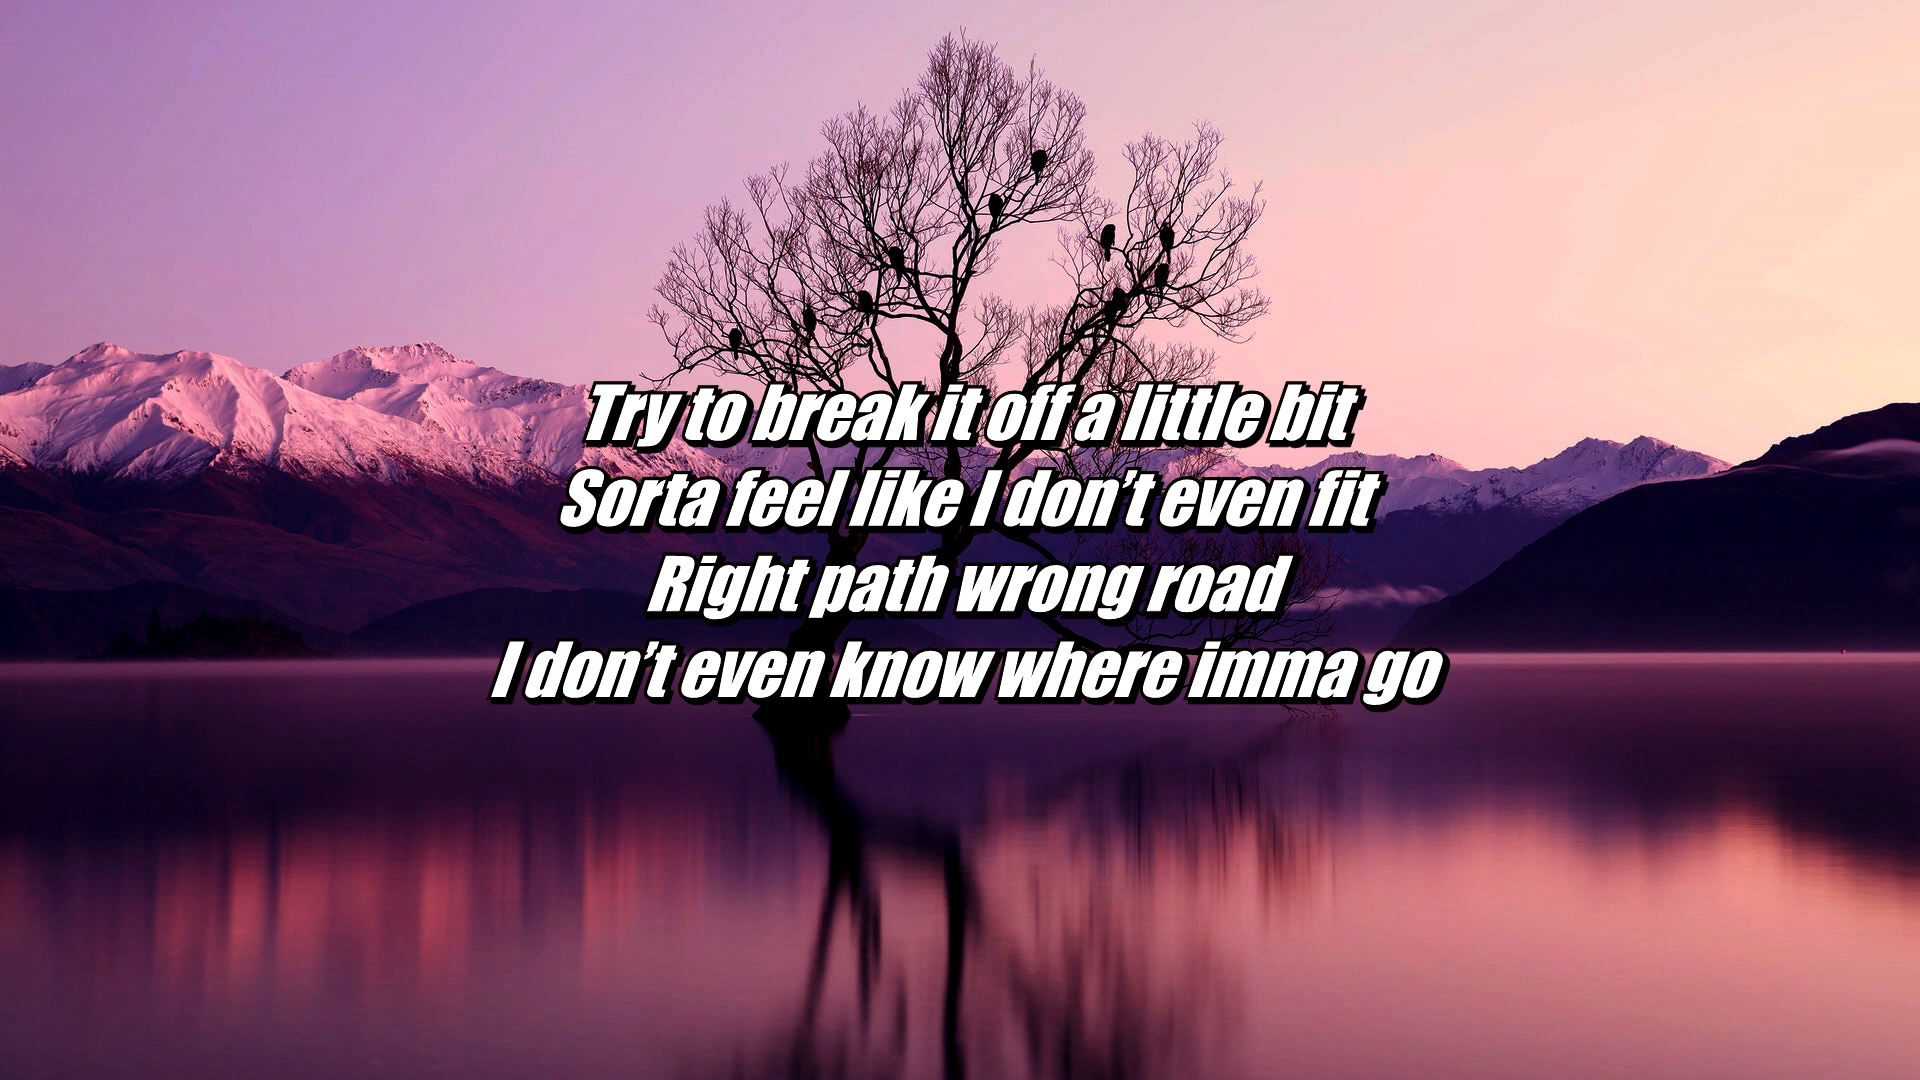 Try to break it off a little bit
Sorta feel like I don’t even fit
Right path wrong road
I don’t even know where imma go